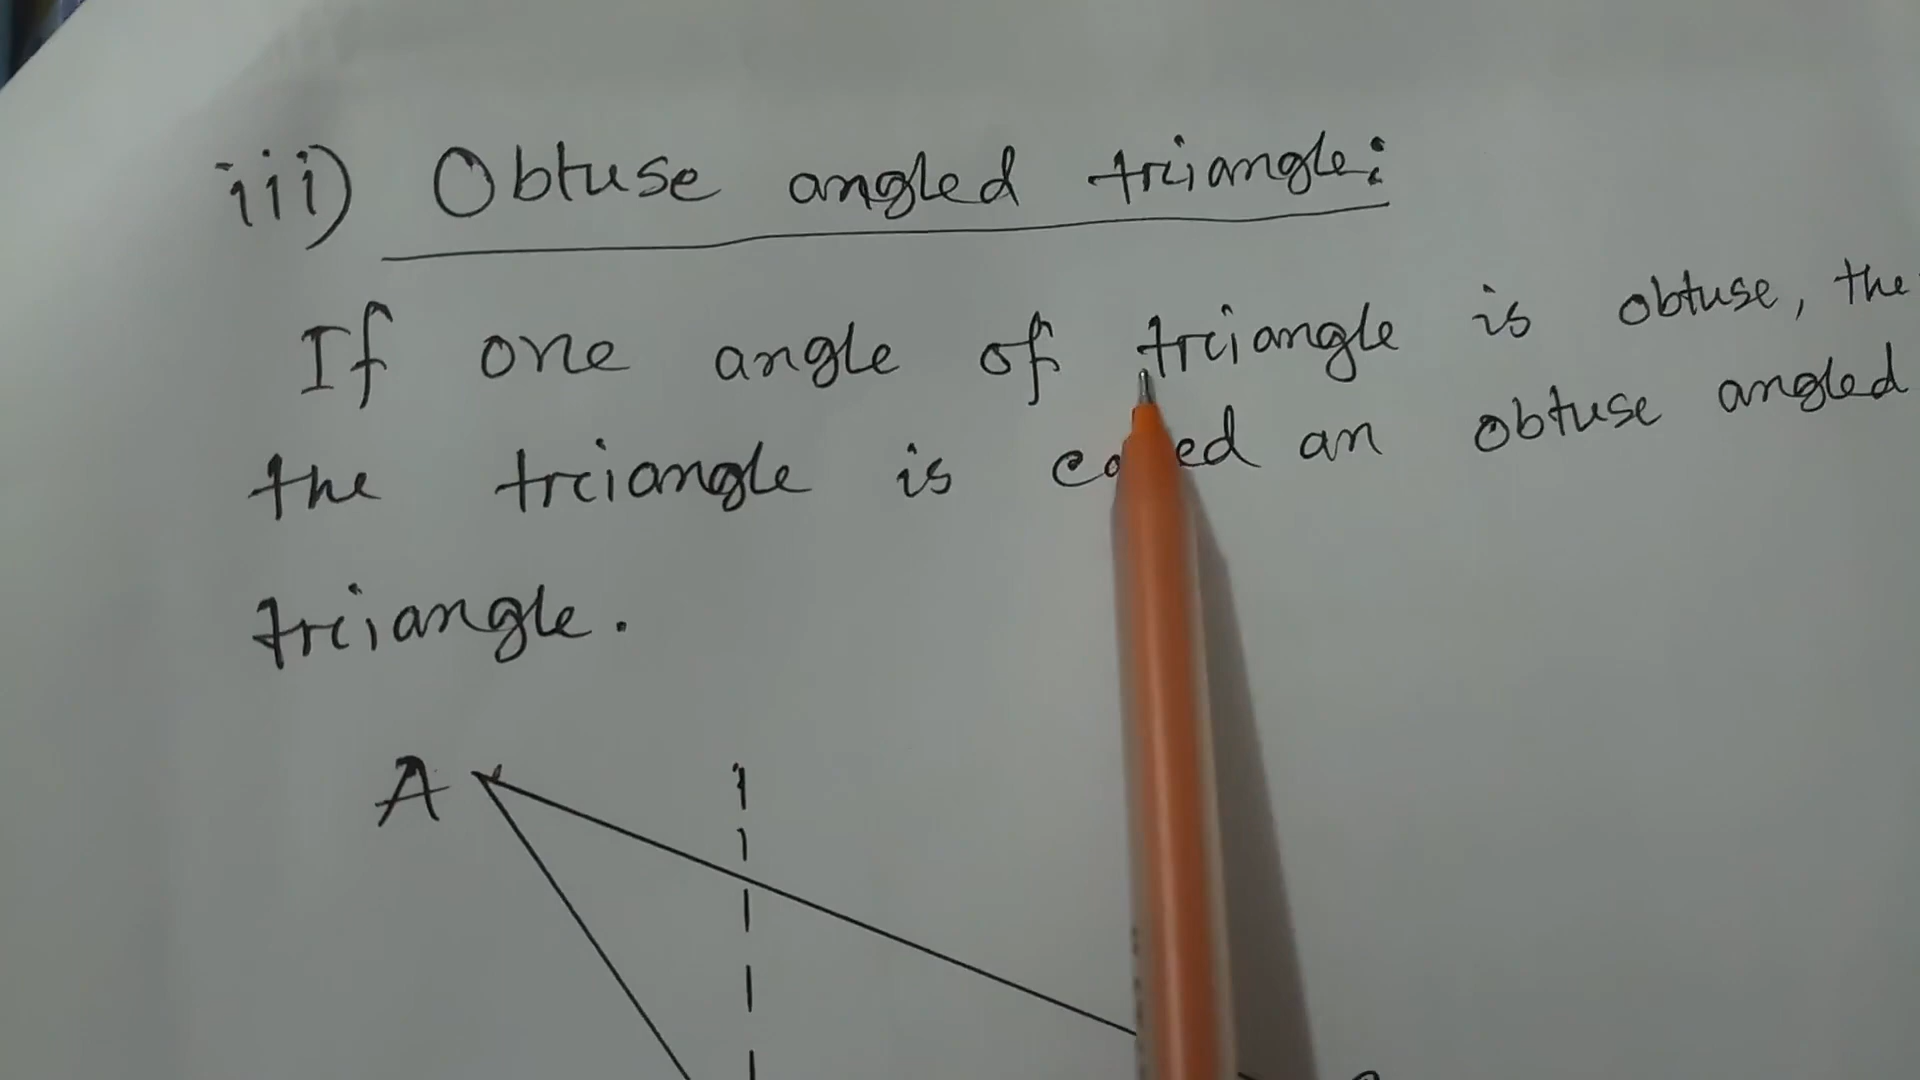 iii) Obtuse angled triangle:
If one angle of triangle is obtuse, the
the triangle is an obtuse angled
triangle.
A